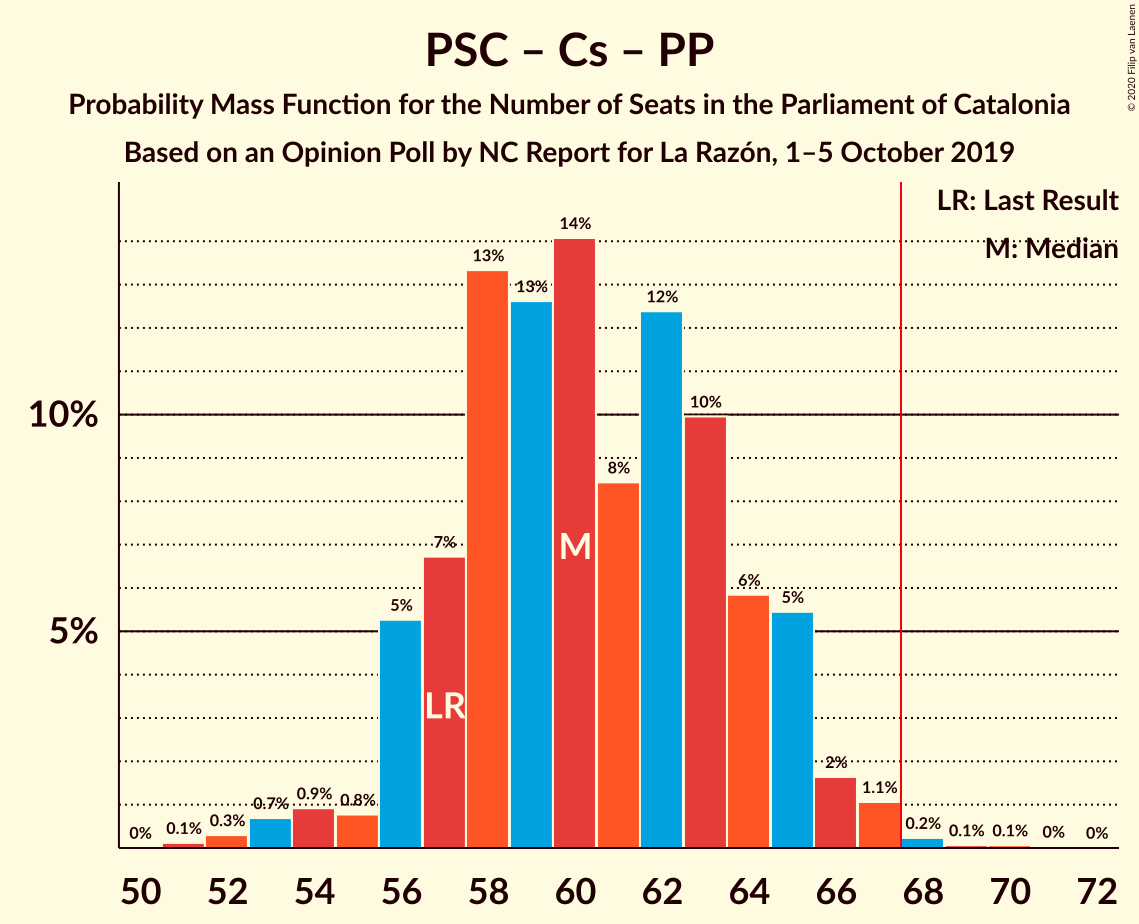 © 2020 Filip van Laenen
PSC – Cs – PP
Probability Mass Function for the Number of Seats in the Parliament of Catalonia
Based on an Opinion Poll by NC Report for La Razón, 1–5 October 2019
LR: Last Result
M: Median
10%
5%
0%
0.1%
0.3%
0.7%
0.9%
0.8%
5%
7%
13%
13%
14%
8%
12%
10%
6%
5%
2%
1.1%
0.2%
0.1%
0.1%
0%
0%
LR
M
50 52 54 56 58 60 62 64 66 68 70 72